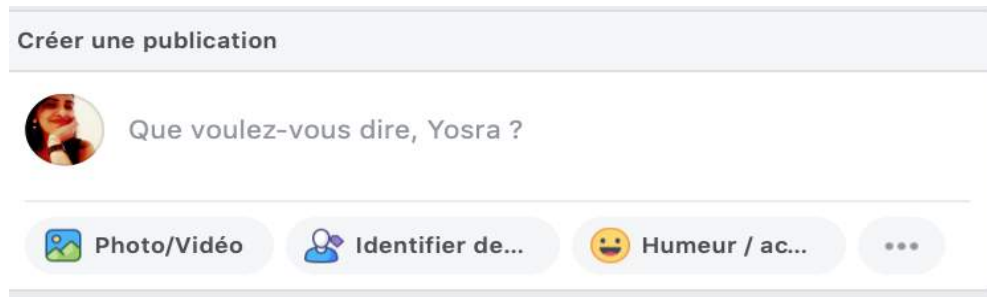 Créer une publication
Que voulez-vous dire, Yosra ?
Photo/Vidéo Identifier de... Humeur / ac...